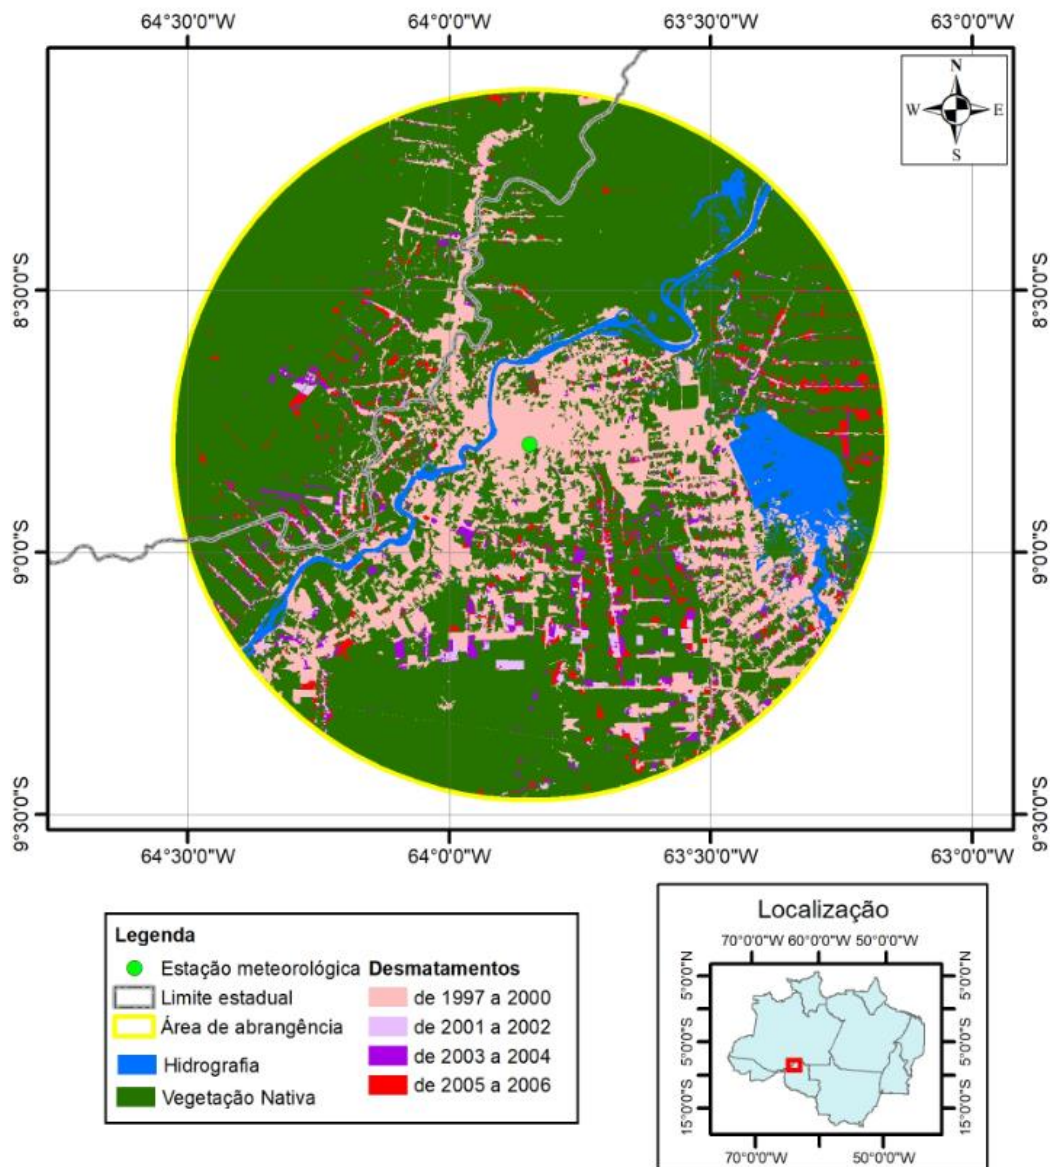 64°30'0"W 64°0'0"W 63°30'0"W 63°0'0"W
N
W E
S
8°30'0"S 8°30'0"S
9°0'0"S 9°0'0"S
9°30'0"S 9°30'0"S
64°30'0"W 64°0'0"W 63°30'0"W 63°0'0"W
Legenda
Estação meteorológica
Limite estadual
Área de abrangência
Hidrografia
Vegetação Nativa
Desmatamentos
de 1997 a 2000
de 2001 a 2002
de 2003 a 2004
de 2005 a 2006
Localização
70°0'0"W 60°0'0"W 50°0'0"W
5°0'0"N 5°0'0"N
5°0'0"S 5°0'0"S
15°0'0"S 15°0'0"S
70°0'0"W 50°0'0"W